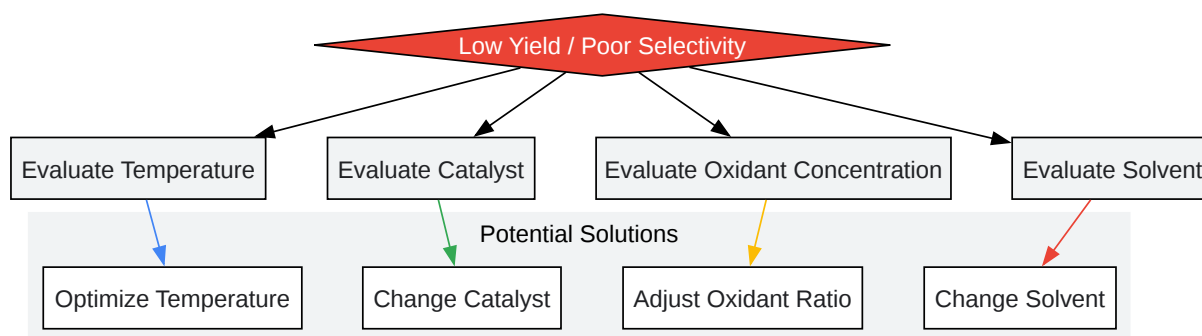 Low Yield / Poor Selectivity
Evaluate Temperature
Evaluate Catalyst
Evaluate Oxidant Concentration
Evaluate Solvent
Potential Solutions
Optimize Temperature
Change Catalyst
Adjust Oxidant Ratio
Change Solvent